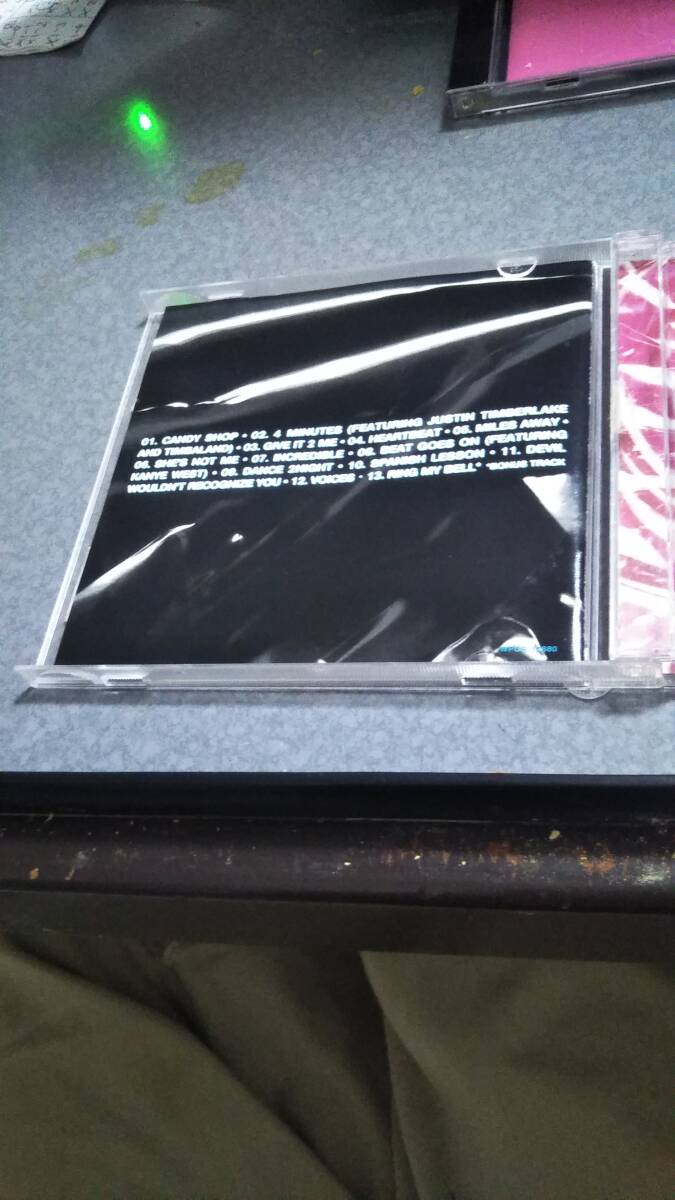 01. CANDY SHOP • 02. 4 MINUTES (FEATURING JUSTIN TIMBERLAKE
AND TIMBALAND) • 03. GIVE IT 2 ME • 04. HEARTBEAT • 05. MILES AWAY •
06. SHE'S NOT ME • 07. INCREDIBLE • 08. BEAT GOES ON (FEATURING
KANYE WEST) • 09. DANCE 2NIGHT • 10. SPANISH LESSON • 11. DEVIL
WOULDN'T RECOGNIZE YOU • 12. VOICES • 13. RING MY BELL* *BONUS TRACK